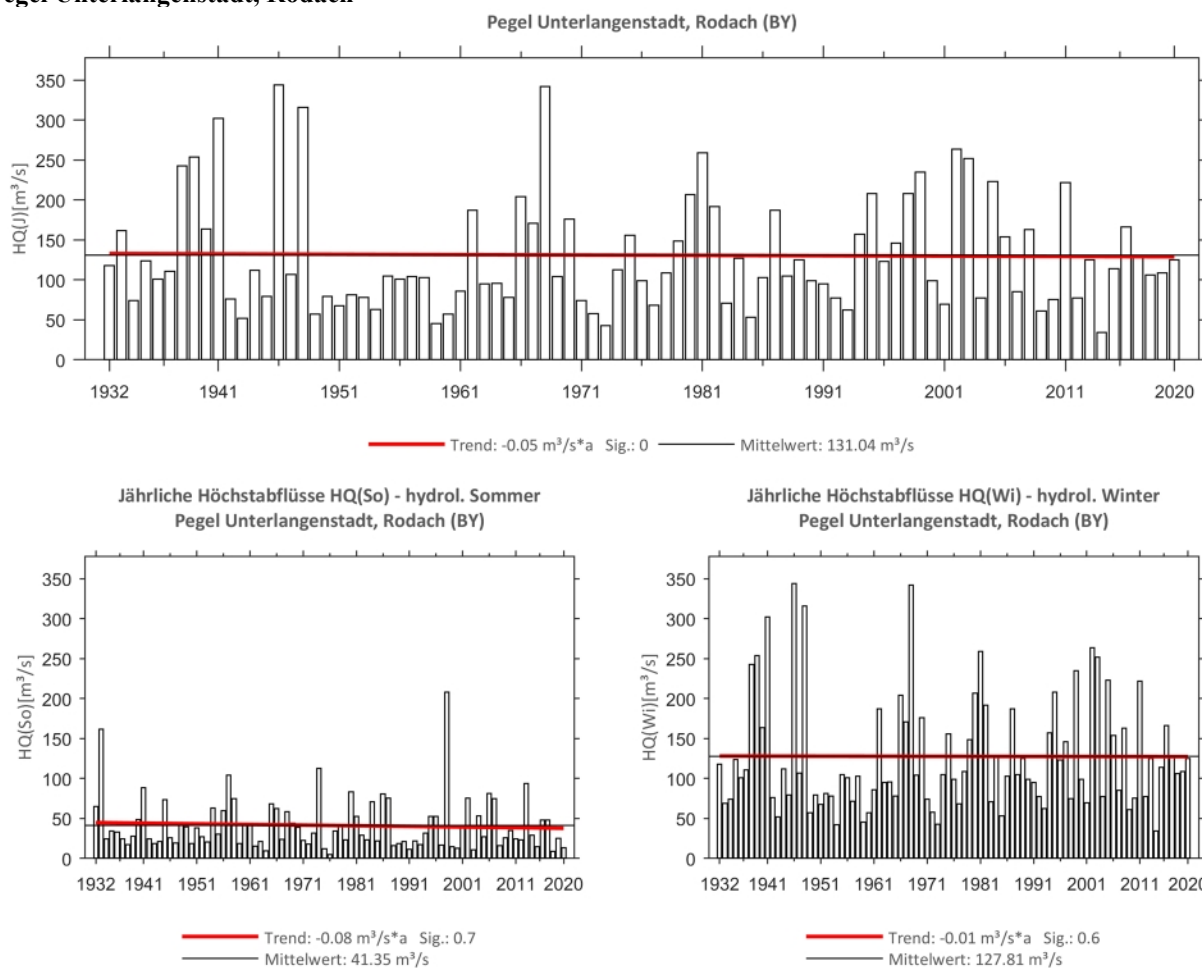 Pegel Unterlangenstadt, Rodach
Pegel Unterlangenstadt, Rodach (BY)
HQ(J)[m³/s]
350
300
250
200
150
100
50
0
1932 1941 1951 1961 1971 1981 1991 2001 2011 2020
Trend: -0.05 m³/s*a Sig.: 0 Mittelwert: 131.04 m³/s
Jährliche Höchstabflüsse HQ(So) - hydrol. Sommer
Pegel Unterlangenstadt, Rodach (BY)
HQ(So)[m³/s]
350
300
250
200
150
100
50
0
1932 1941 1951 1961 1971 1981 1991 2001 2011 2020
Trend: -0.08 m³/s*a Sig.: 0.7
Mittelwert: 41.35 m³/s
Jährliche Höchstabflüsse HQ(Wi) - hydrol. Winter
Pegel Unterlangenstadt, Rodach (BY)
HQ(Wi)[m³/s]
350
300
250
200
150
100
50
0
1932 1941 1951 1961 1971 1981 1991 2001 2011 2020
Trend: -0.01 m³/s*a Sig.: 0.6
Mittelwert: 127.81 m³/s